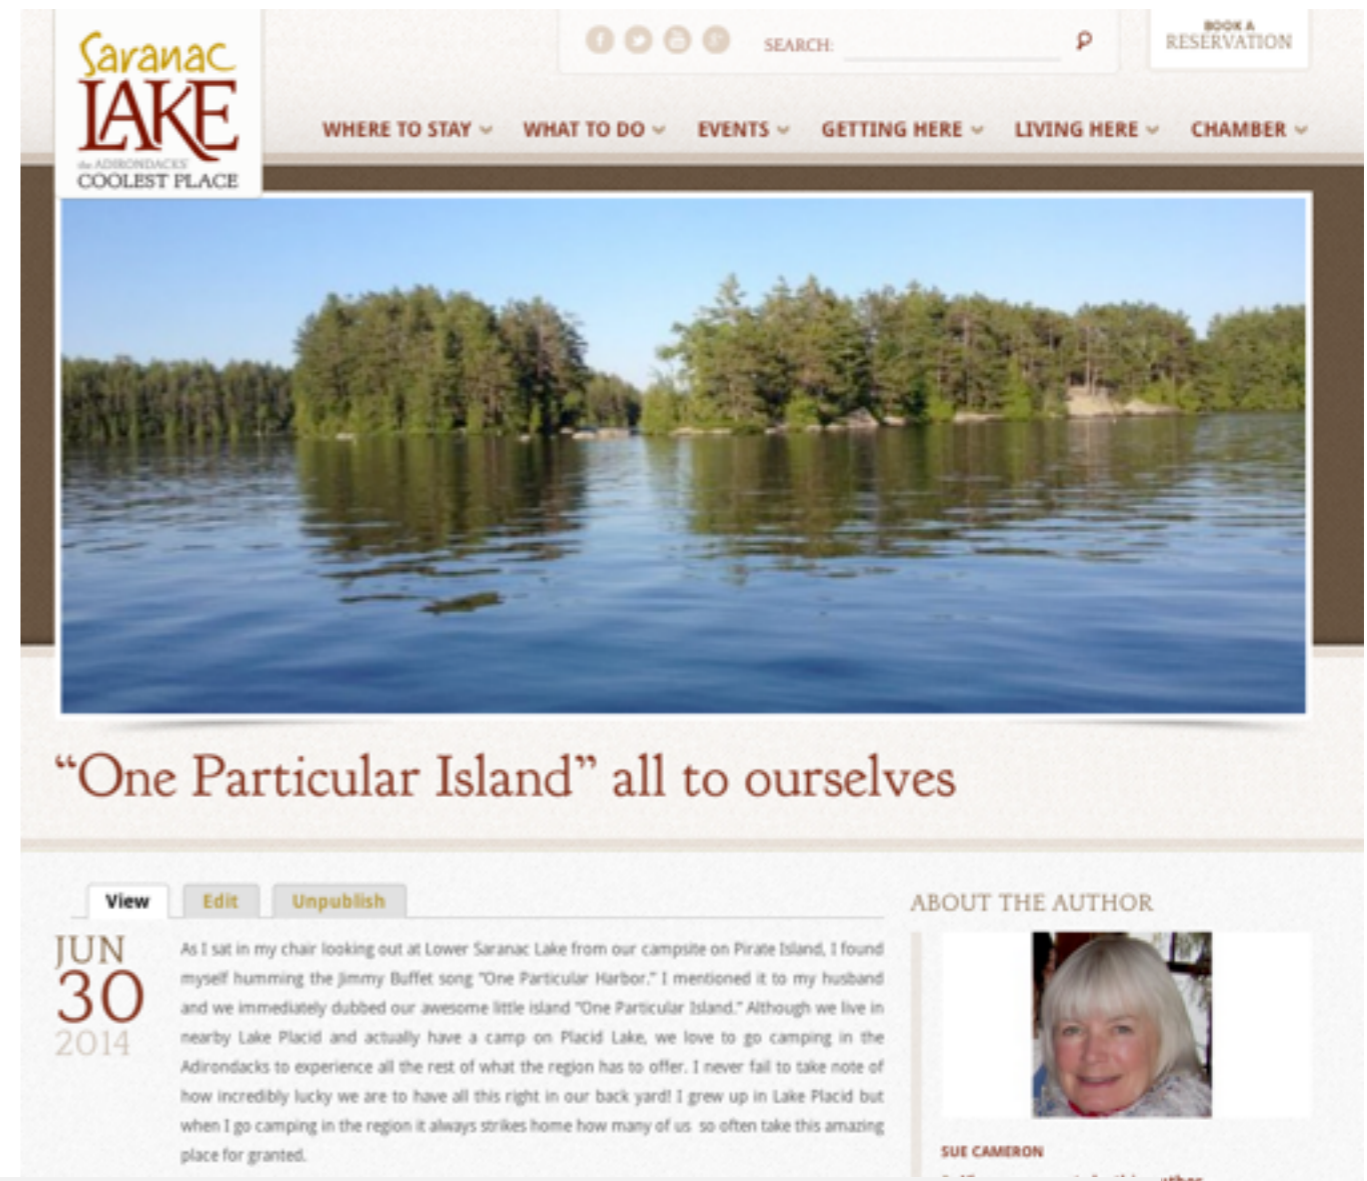 Saranac
LAKE
the ADIRONDACKS'
COOLEST PLACE
SEARCH:
BOOK A
RESERVATION
WHERE TO STAY
WHAT TO DO
EVENTS
GETTING HERE
LIVING HERE
CHAMBER
“One Particular Island” all to ourselves
View
Edit
Unpublish
JUN
30
2014
As I sat in my chair looking out at Lower Saranac Lake from our campsite on Pirate Island, I found
myself humming the Jimmy Buffet song "One Particular Harbor." I mentioned it to my husband
and we immediately dubbed our awesome little island "One Particular Island." Although we live in
nearby Lake Placid and actually have a camp on Placid Lake, we love to go camping in the
Adirondacks to experience all the rest of what the region has to offer. I never fail to take note of
how incredibly lucky we are to have all this right in our back yard! I grew up in Lake Placid but
when I go camping in the region it always strikes home how many of us so often take this amazing
place for granted.
ABOUT THE AUTHOR
SUE CAMERON